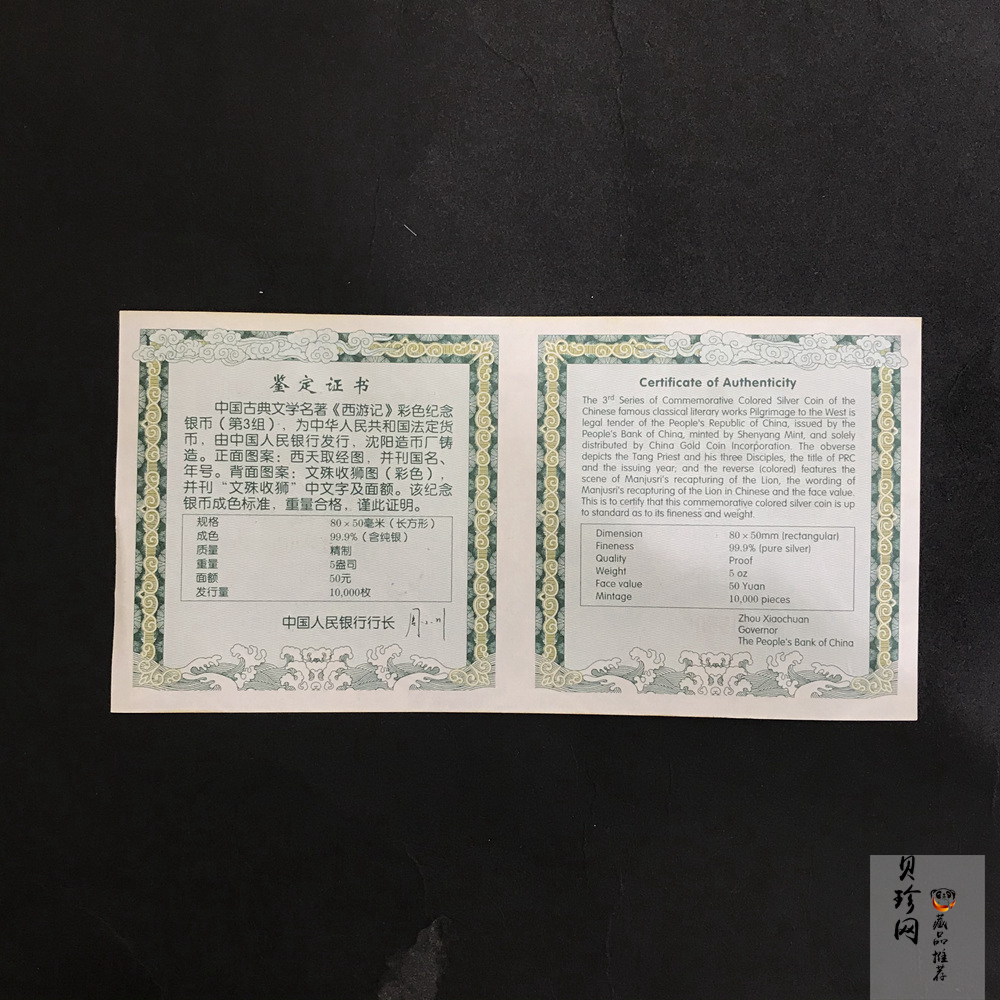 鉴定证书
中国古典文学名著《西游记》彩色纪念
银币（第3组），为中华人民共和国法定货
币，由中国人民银行发行，沈阳造币厂铸
造。正面图案：西天取经图，并刊国名、
年号。背面图案：文殊收狮图（彩色），
并刊“文殊收狮”中文字及面额。该纪念
银币成色标准，重量合格，谨此证明。
规格 80×50毫米（长方形）
成色 99.9%（含纯银）
质量 精制
重量 5盎司
面额 50元
发行量 10,000枚
中国人民银行行长
Certificate of Authenticity
The 3rd Series of Commemorative Colored Silver Coin of the
Chinese famous classical literary works Pilgrimage to the West is
legal tender of the People's Republic of China, issued by the
People's Bank of China, minted by Shenyang Mint, and solely
distributed by China Gold Coin Incorporation. The obverse
depicts the Tang Priest and his three Disciples, the title of PRC
and the issuing year; and the reverse (colored) features the
scene of Manjusri's recapturing of the Lion, the wording of
Manjusri's recapturing of the Lion in Chinese and the face value.
This is to certify that this commemorative colored silver coin is up
to standard as to its fineness and weight.
Dimension 80×50mm (rectangular)
Fineness 99.9% (pure silver)
Quality Proof
Weight 5 oz
Face value 50 Yuan
Mintage 10,000 pieces
Zhou Xiaochuan
Governor
The People's Bank of China
贝珍网
藏品推荐